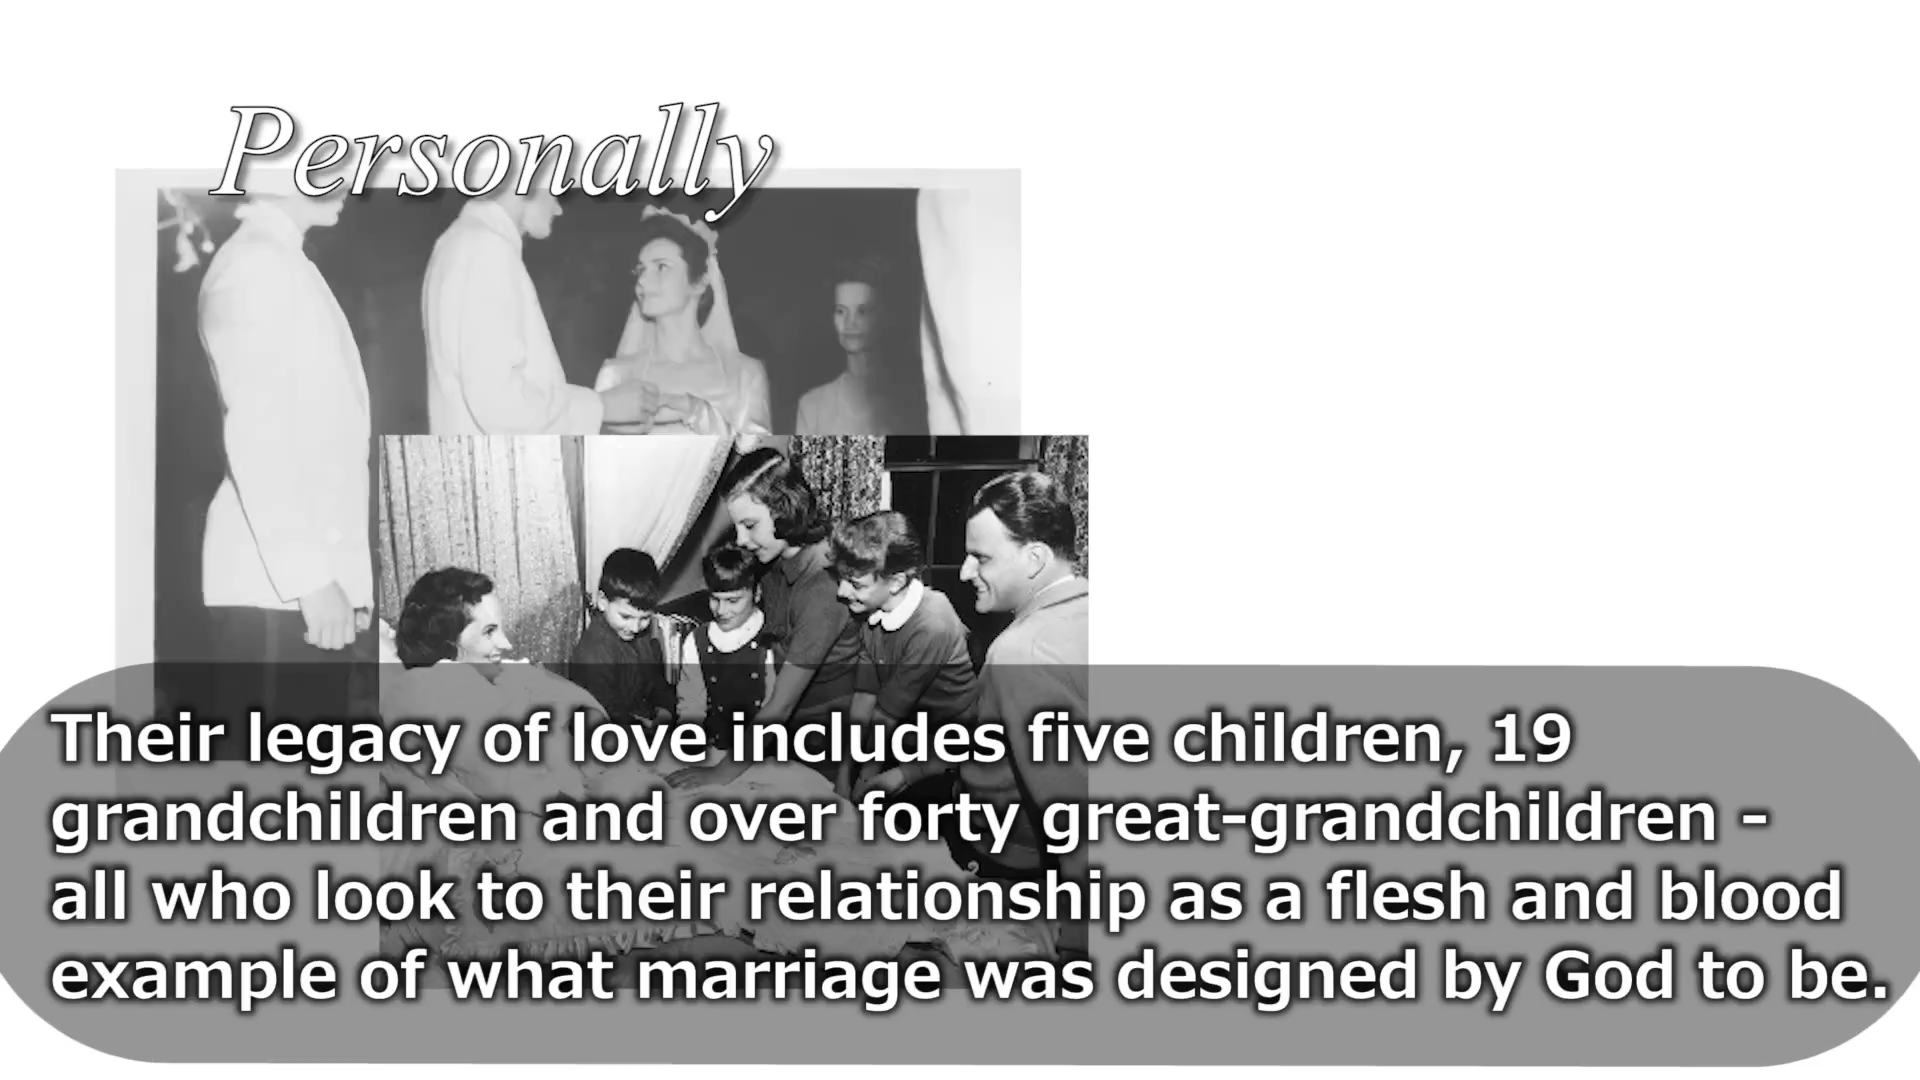 Personally
Their legacy of love includes five children, 19
grandchildren and over forty great-grandchildren -
all who look to their relationship as a flesh and blood
example of what marriage was designed by God to be.